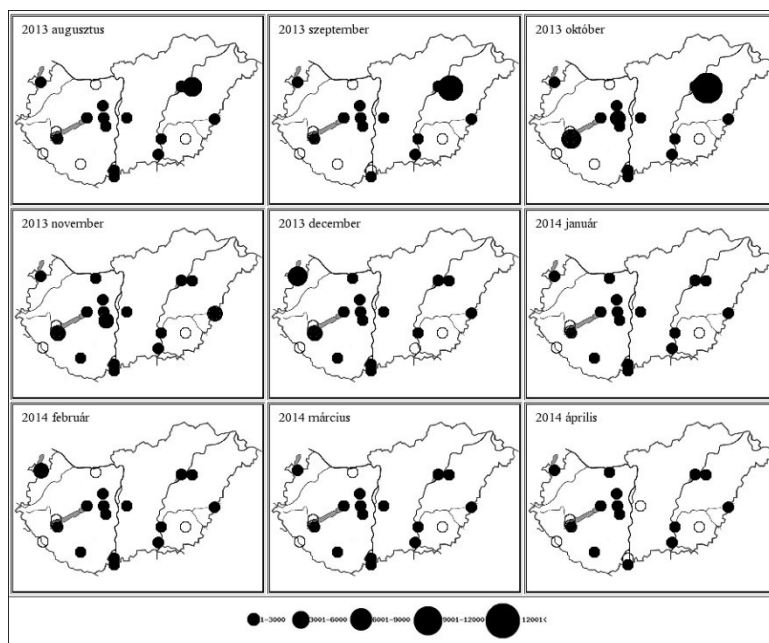 2013 augusztus
2013 szeptember
2013 október
2013 november
2013 december
2014 január
2014 február
2014 március
2014 április
1-3000 3001-6000 6001-9000 9001-12000 12001<